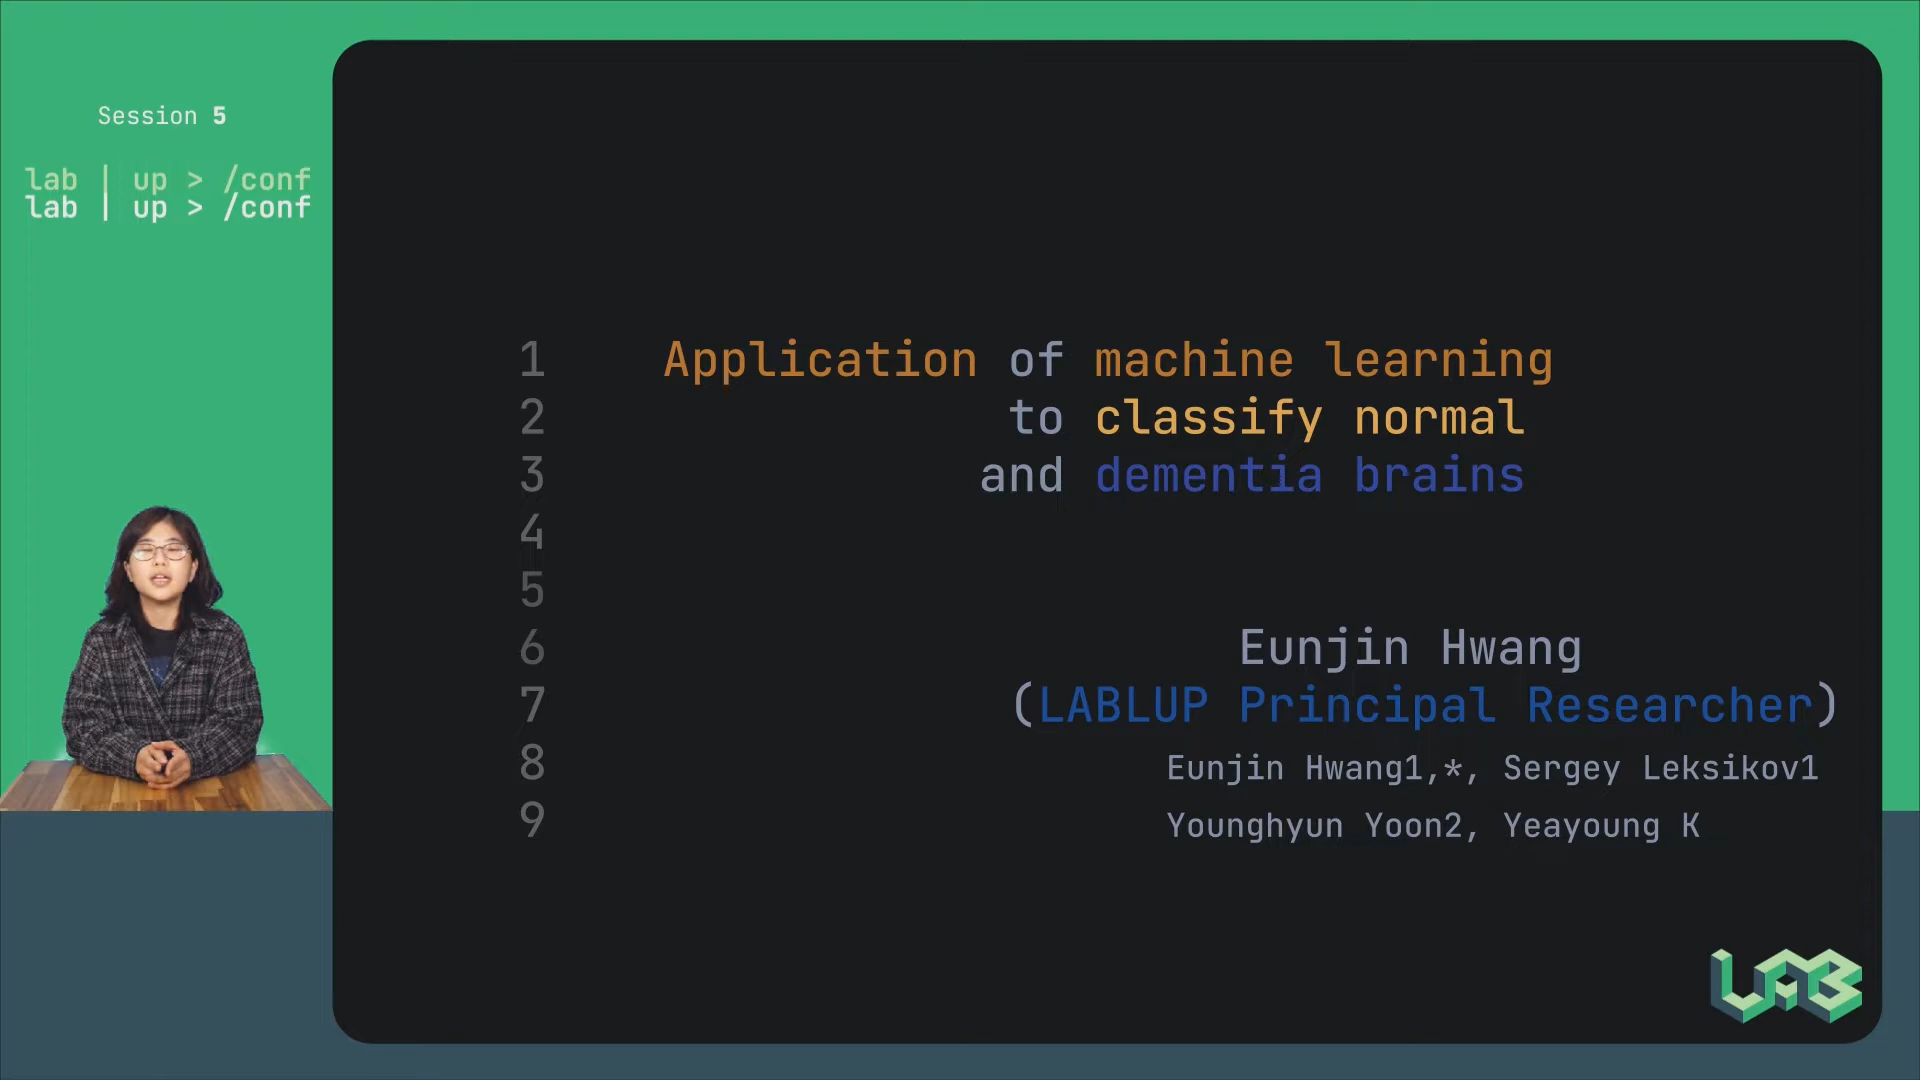 Session 5
lab | up > /conf
lab | up > /conf
1 Application of machine learning
2 to classify normal
3 and dementia brains
4
5
6 Eunjin Hwang
7 (LABLUP Principal Researcher)
8 Eunjin Hwang1,*, Sergey Leksikov1
9 Younghyun Yoon2, Yeayoung K
LAB